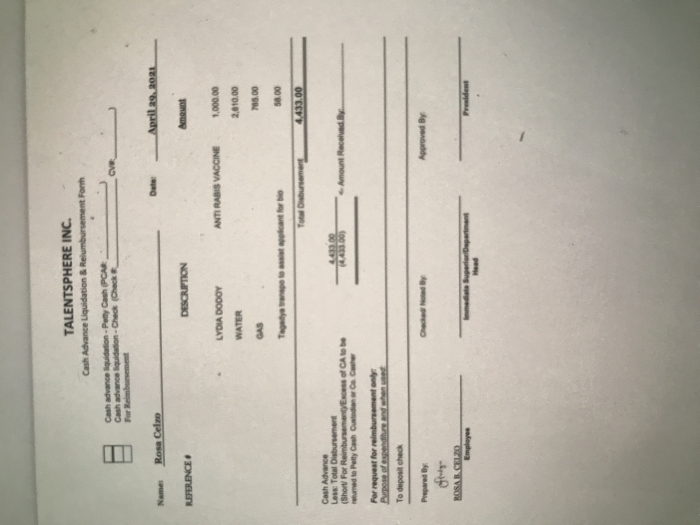 TALENTSPHERE INC.
Cash Advance Liquidation & Reiumbursement Form
Cash advance liquidation - Petty Cash (PCA#: )
Cash advance liquidation - Check (Check #: CV#: )
For Reimbursement
Name: Rosa Celzo Date: April 29, 2021
REFERENCE # DESCRIPTION Amount
LYDIA DODOY ANTI RABIS VACCINE 1,000.00
WATER 2,610.00
GAS 765.00
transpo to assist applicant for bio 58.00
Total Disbursement 4,433.00
Cash Advance
Less: Total Disbursement 4,433.00
(Short/ For Reimbursement)/Excess of CA to be (4,433.00) Amount Received By:
returned to Petty Cash Custodian or Co. Cashier
For request for reimbursement only:
Purpose of expenditure and when used:
To deposit check
Prepared By: Checked/ Noted By: Approved By:
ROSA B. CELZO
Employee Immediate Superior/Department President
Head